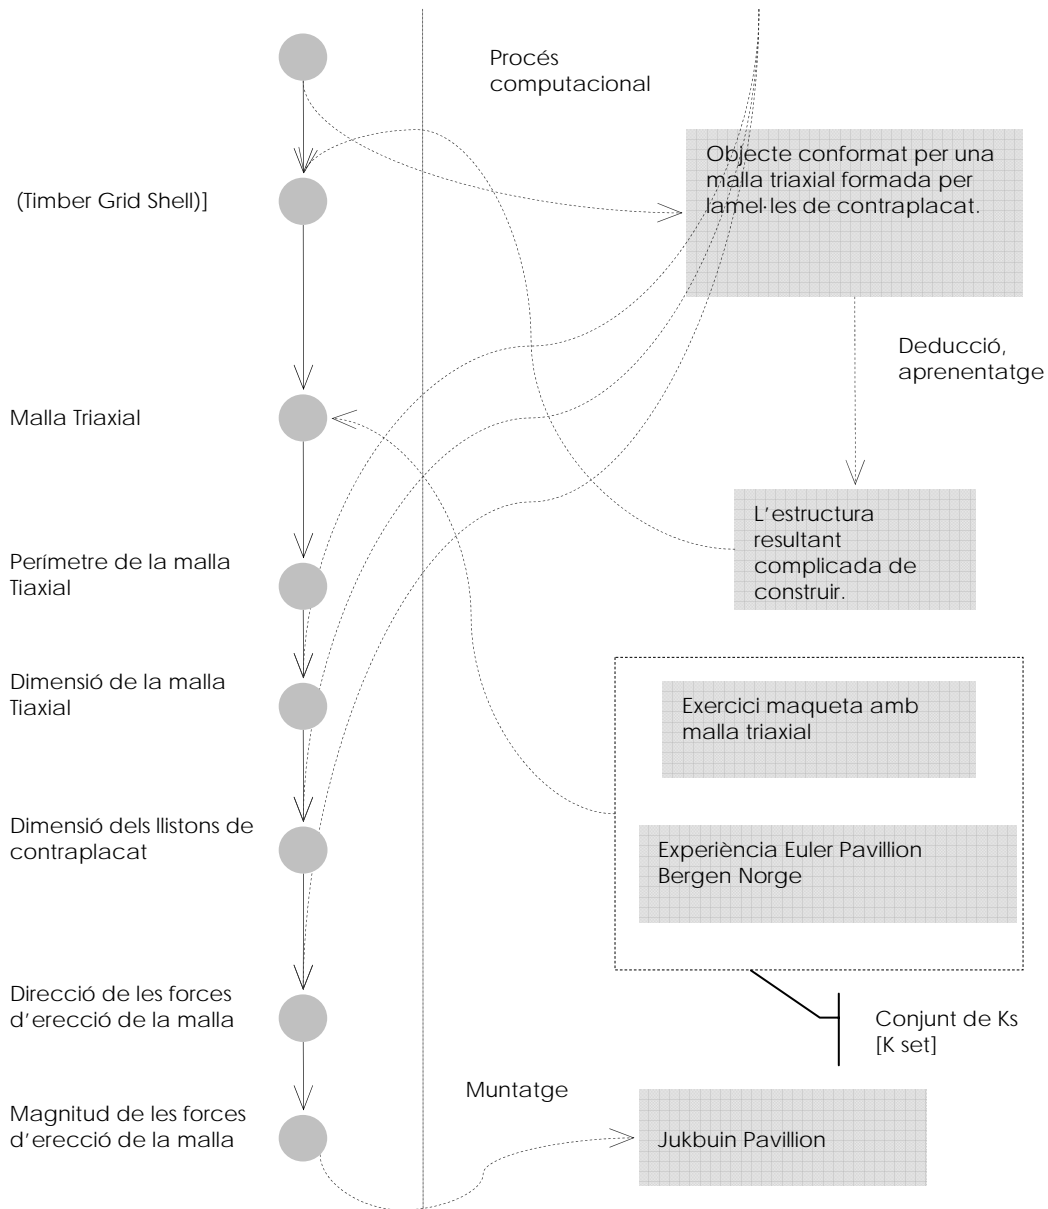 Procés
computacional
Objecte conformat per una
malla triaxial formada per
lamel·les de contraplacat.
(Timber Grid Shell)]
Deducció,
aprenentatge
Malla Triaxial
L'estructura
resultant
complicada de
construir.
Perímetre de la malla
Tiaxial
Dimensió de la malla
Tiaxial
Exercici maqueta amb
malla triaxial
Dimensió dels llistons de
contraplacat
Experiència Euler Pavillion
Bergen Norge
Direcció de les forces
d'erecció de la malla
Conjunt de Ks
[K set]
Muntatge
Magnitud de les forces
d'erecció de la malla
Jukbuin Pavillion